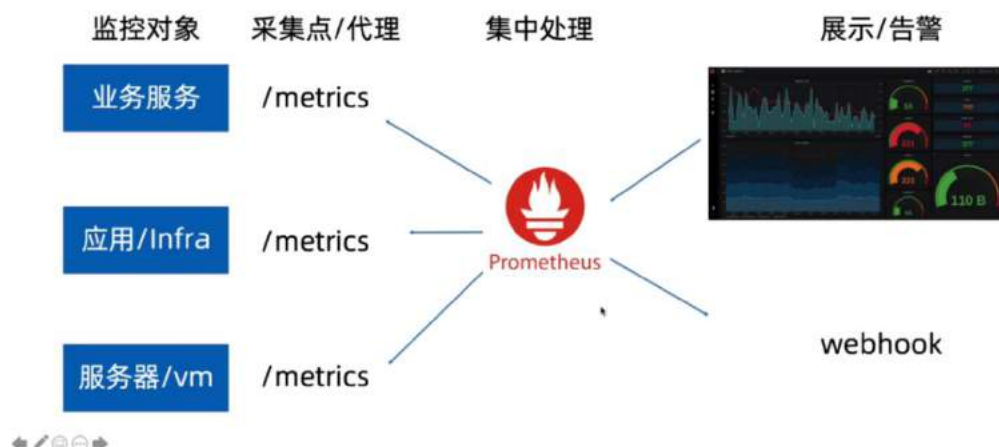 监控对象
采集点/代理
集中处理
展示/告警
业务服务
/metrics
应用/Infra
/metrics
Prometheus
110 B
服务器/vm
/metrics
webhook